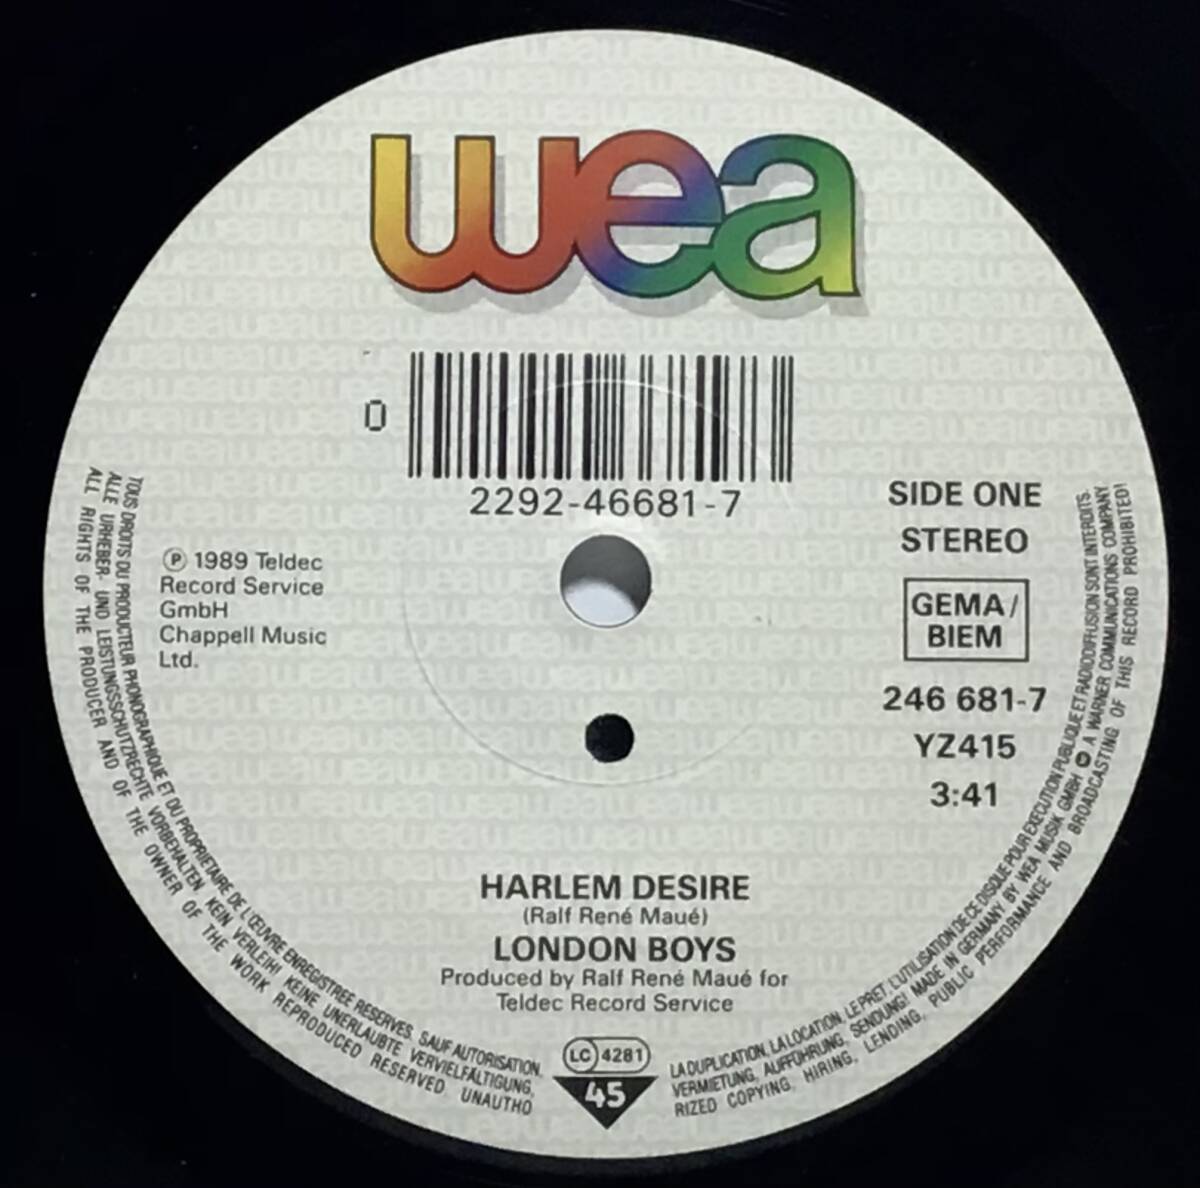 wea
0
2292-46681-7
SIDE ONE
STEREO
GEMA/
BIEM
246 681-7
YZ415
3:41
℗ 1989 Teldec
Record Service
GmbH
Chappell Music
Ltd.
HARLEM DESIRE
(Ralf René Maué)
LONDON BOYS
Produced by Ralf René Maué for
Teldec Record Service
LC 4281
45
TOUS DROITS DU PRODUCTEUR PHONOGRAPHIQUE ET DU PROPRIETAIRE DE L'ŒUVRE ENREGISTREE RESERVES. SAUF AUTORISATION, LA DUPLICATION, LA LOCATION, LE PRET, L'UTILISATION DE CE DISQUE POUR EXECUTION PUBLIQUE ET RADIODIFFUSION SONT INTERDITS.
ALLE URHEBER- UND LEISTUNGSSCHUTZRECHTE VORBEHALTEN. KEIN VERLEIH! KEINE UNERLAUBTE VERVIELFÄLTIGUNG, VERMIETUNG, AUFFÜHRUNG, SENDUNG! MADE IN GERMANY BY WEA MUSIK GMBH A WARNER COMMUNICATIONS COMPANY
ALL RIGHTS OF THE PRODUCER AND OF THE OWNER OF THE WORK REPRODUCED RESERVED. UNAUTHO RIZED COPYING, HIRING, LENDING, PUBLIC PERFORMANCE AND BROADCASTING OF THIS RECORD PROHIBITED!